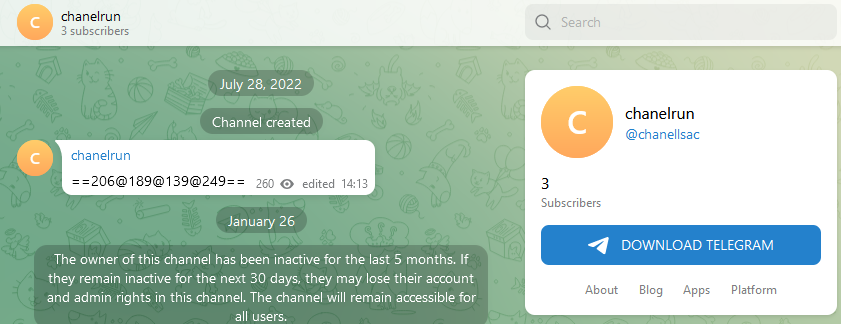 C
chanelrun
3 subscribers
Search
July 28, 2022
Channel created
C
chanelrun
==206@189@139@249== 260 edited 14:13
January 26
The owner of this channel has been inactive for the last 5 months. If
they remain inactive for the next 30 days, they may lose their account
and admin rights in this channel. The channel will remain accessible for
all users.
C
chanelrun
@chanellsac
3
Subscribers
DOWNLOAD TELEGRAM
About Blog Apps Platform